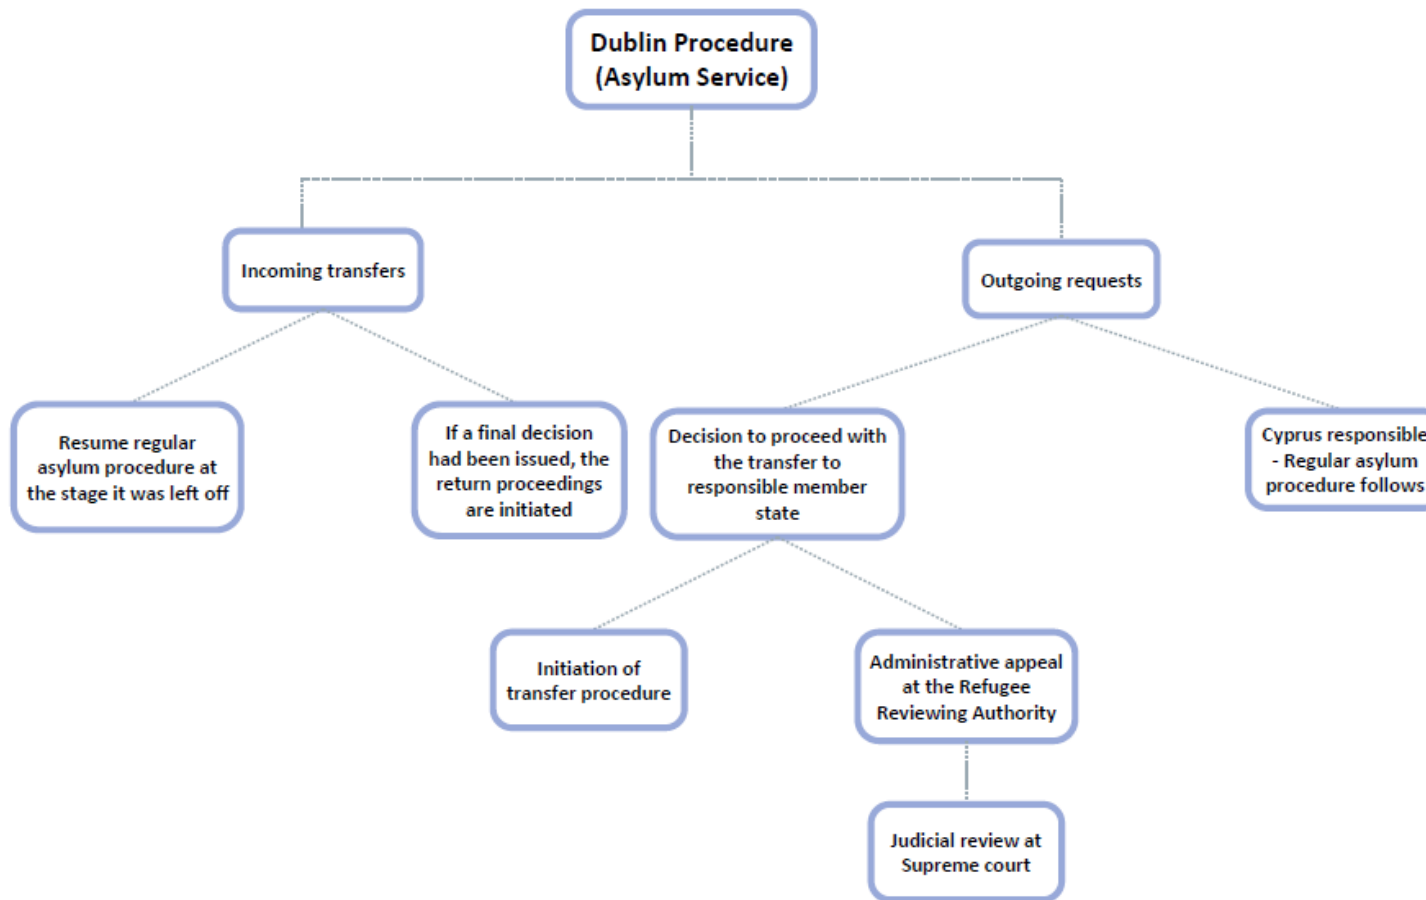 Dublin Procedure
(Asylum Service)
Incoming transfers
Outgoing requests
Resume regular
asylum procedure at
the stage it was left off
If a final decision
had been issued, the
return proceedings
are initiated
Decision to proceed with
the transfer to
responsible member
state
Cyprus responsible
- Regular asylum
procedure follows
Initiation of
transfer procedure
Administrative appeal
at the Refugee
Reviewing Authority
Judicial review at
Supreme court